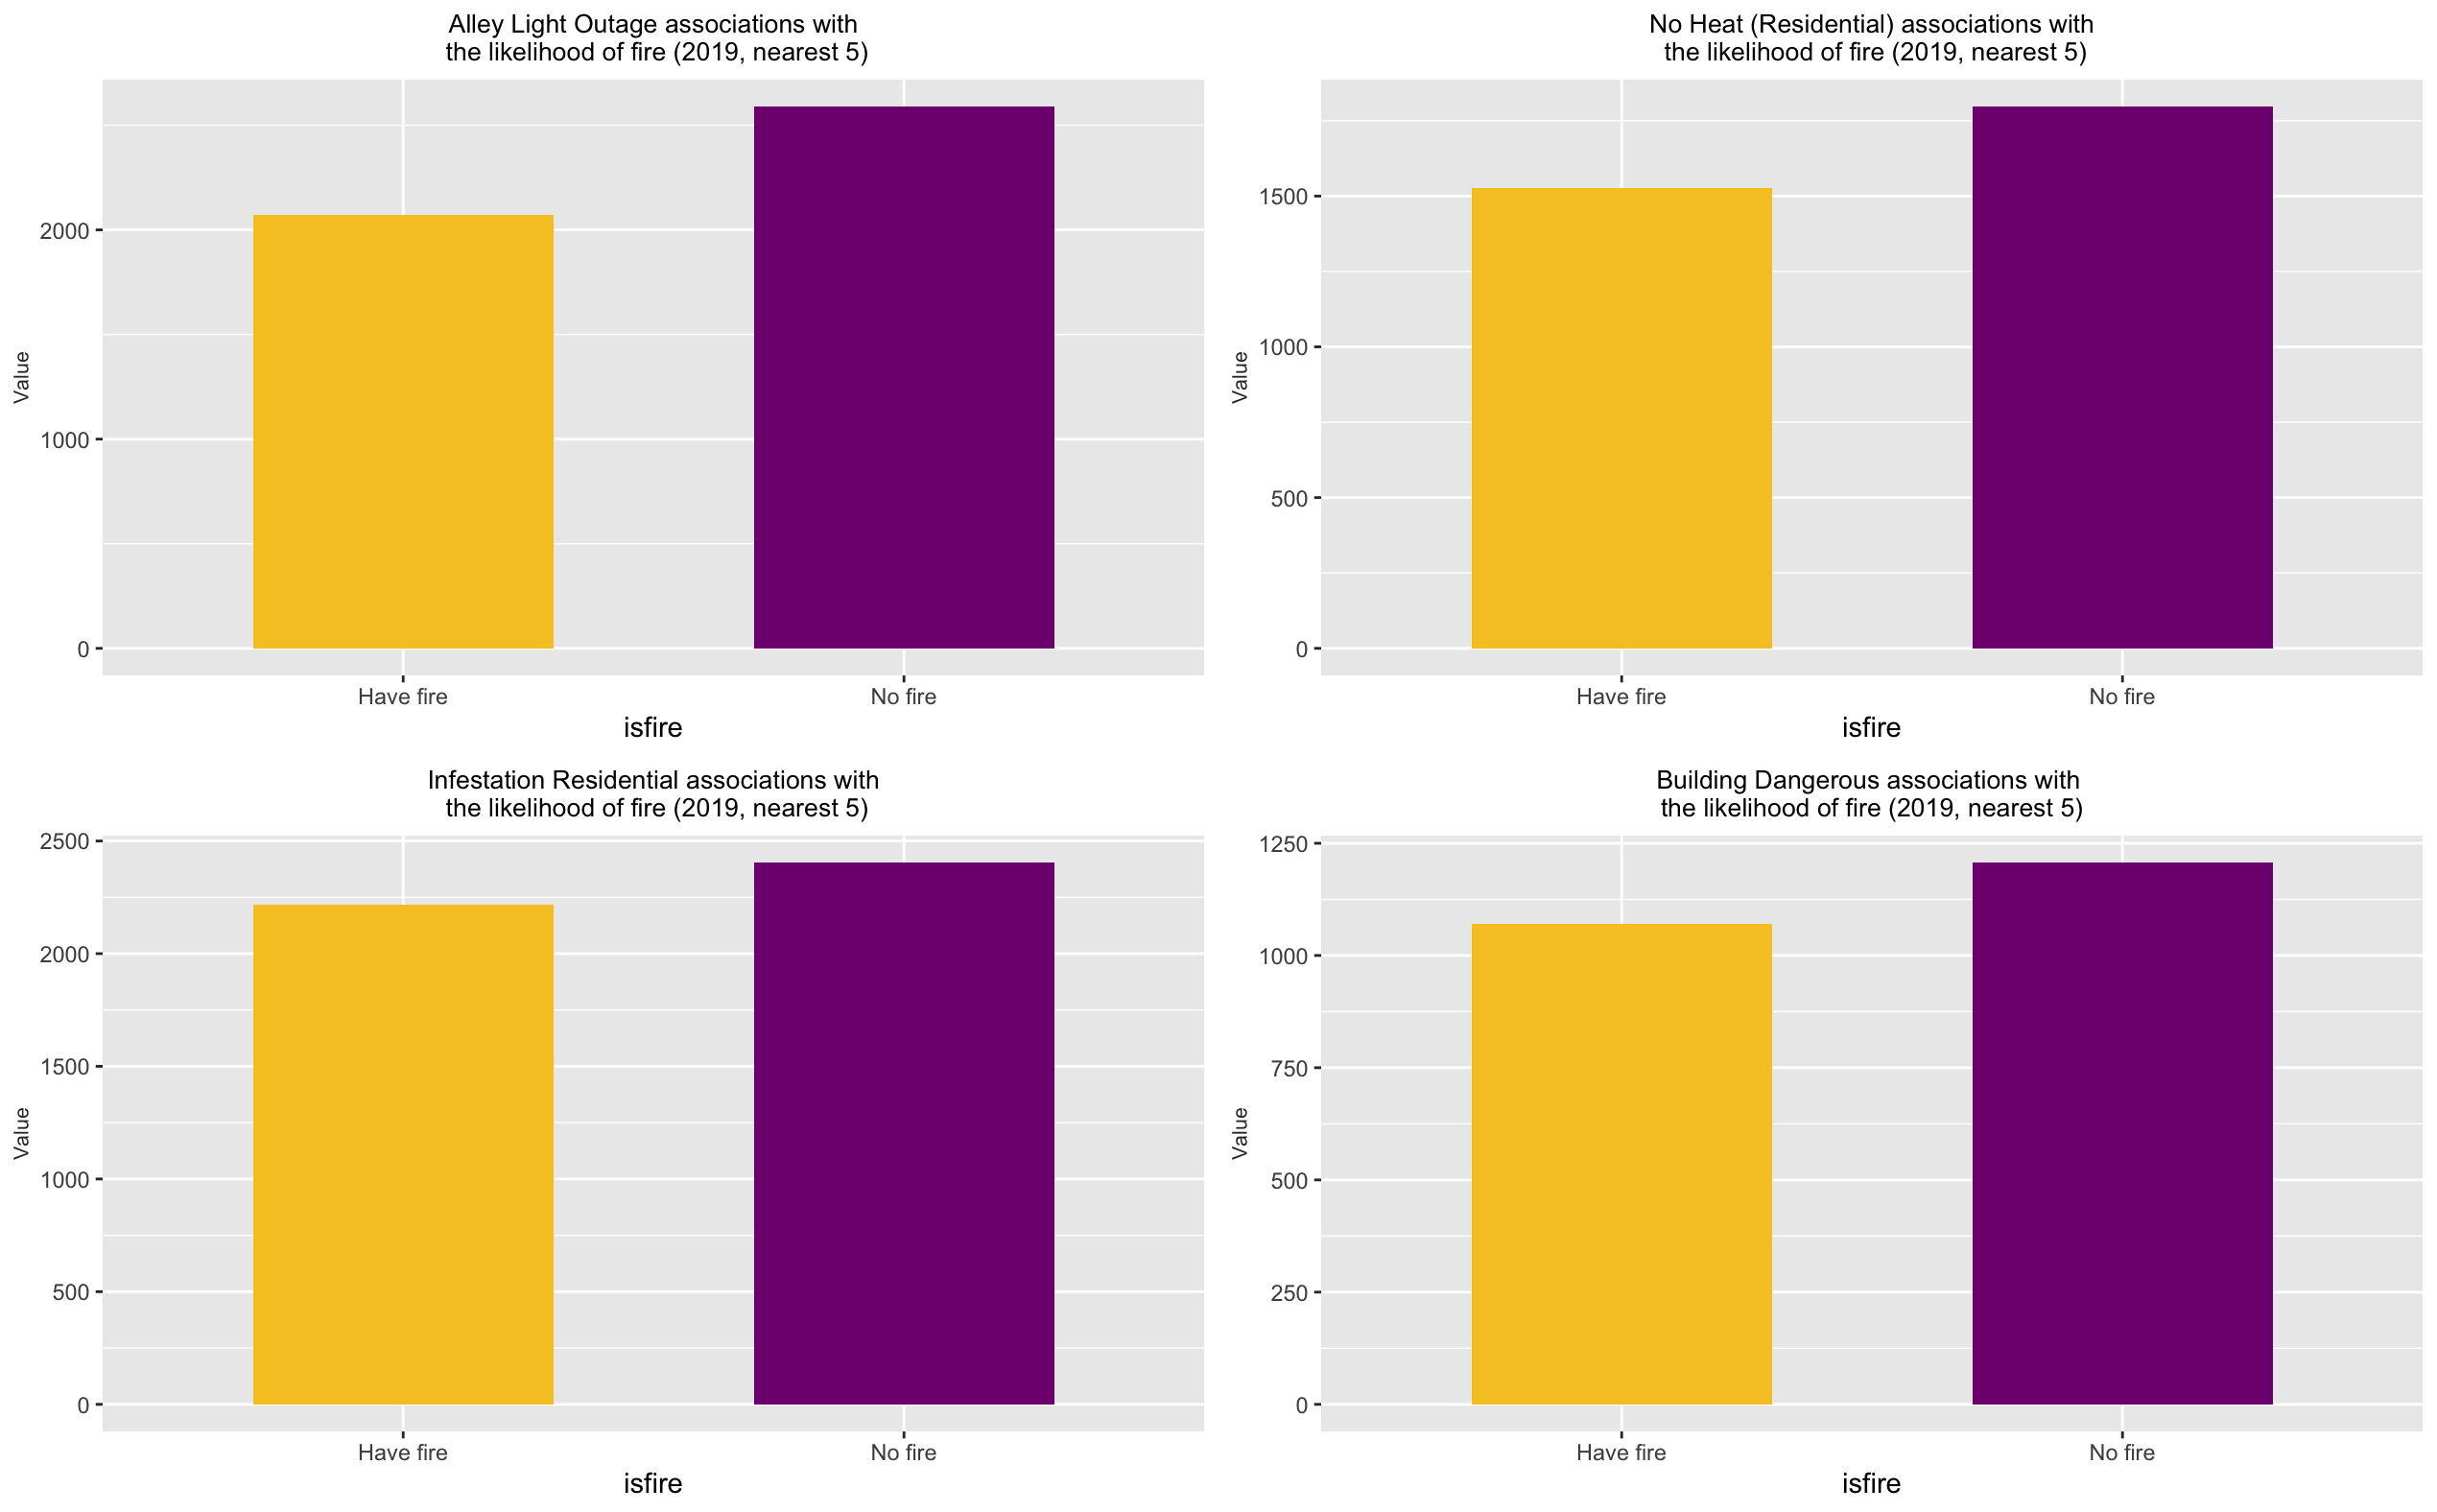 Alley Light Outage associations with
the likelihood of fire (2019, nearest 5)
Value
2000
1000
0
Have fire
No fire
isfire
No Heat (Residential) associations with
the likelihood of fire (2019, nearest 5)
Value
1500
1000
500
0
Have fire
No fire
isfire
Infestation Residential associations with
the likelihood of fire (2019, nearest 5)
Value
2500
2000
1500
1000
500
0
Have fire
No fire
isfire
Building Dangerous associations with
the likelihood of fire (2019, nearest 5)
Value
1250
1000
750
500
250
0
Have fire
No fire
isfire